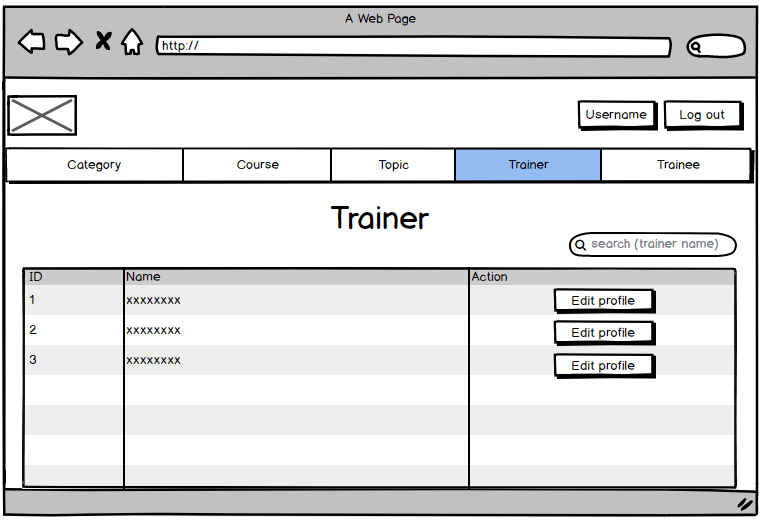 A Web Page
http://
Username Log out
Category Course Topic Trainer Trainee
Trainer
search (trainer name)
ID Name Action
1 xxxxxxxx Edit profile
2 xxxxxxxx Edit profile
3 xxxxxxxx Edit profile